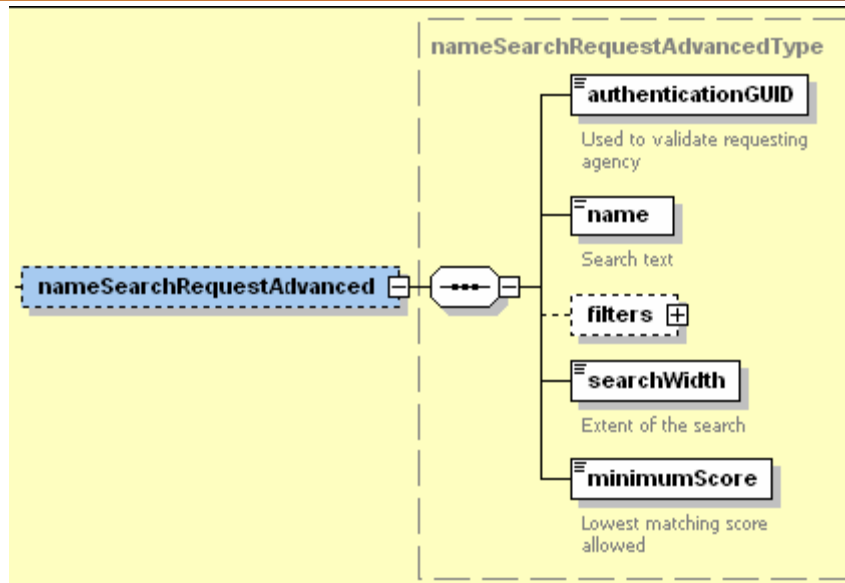 nameSearchRequestAdvancedType
authenticationGUID
Used to validate requesting
agency
name
Search text
nameSearchRequestAdvanced
filters
searchWidth
Extent of the search
minimumScore
Lowest matching score
allowed